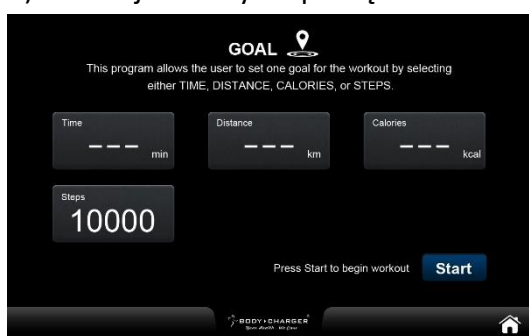 GOAL
This program allows the user to set one goal for the workout by selecting
either TIME, DISTANCE, CALORIES, or STEPS.
Time
--- min
Distance
--- km
Calories
--- kcal
Steps
10000
Press Start to begin workout Start
BODY CHARGER